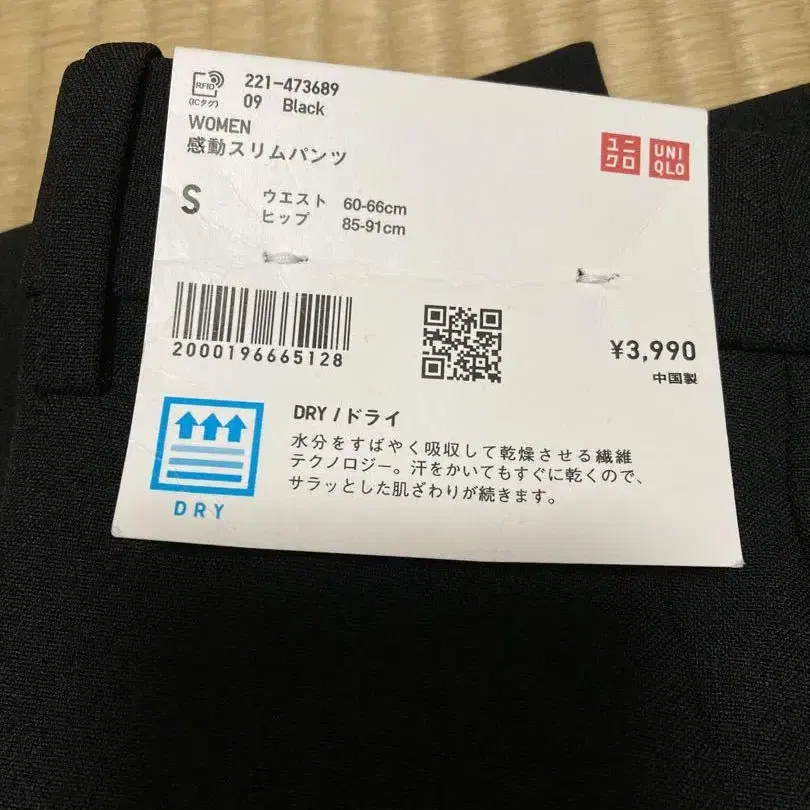 RFID
(ICタグ)
221-473689
09 Black
WOMEN
感動スリムパンツ
ユニクロ
UNIQLO
S
ウエスト 60-66cm
ヒップ 85-91cm
2000196665128
¥3,990
中国製
DRY
DRY / ドライ
水分をすばやく吸収して乾燥させる繊維
テクノロジー。汗をかいてもすぐに乾くので、
サラッとした肌ざわりが続きます。